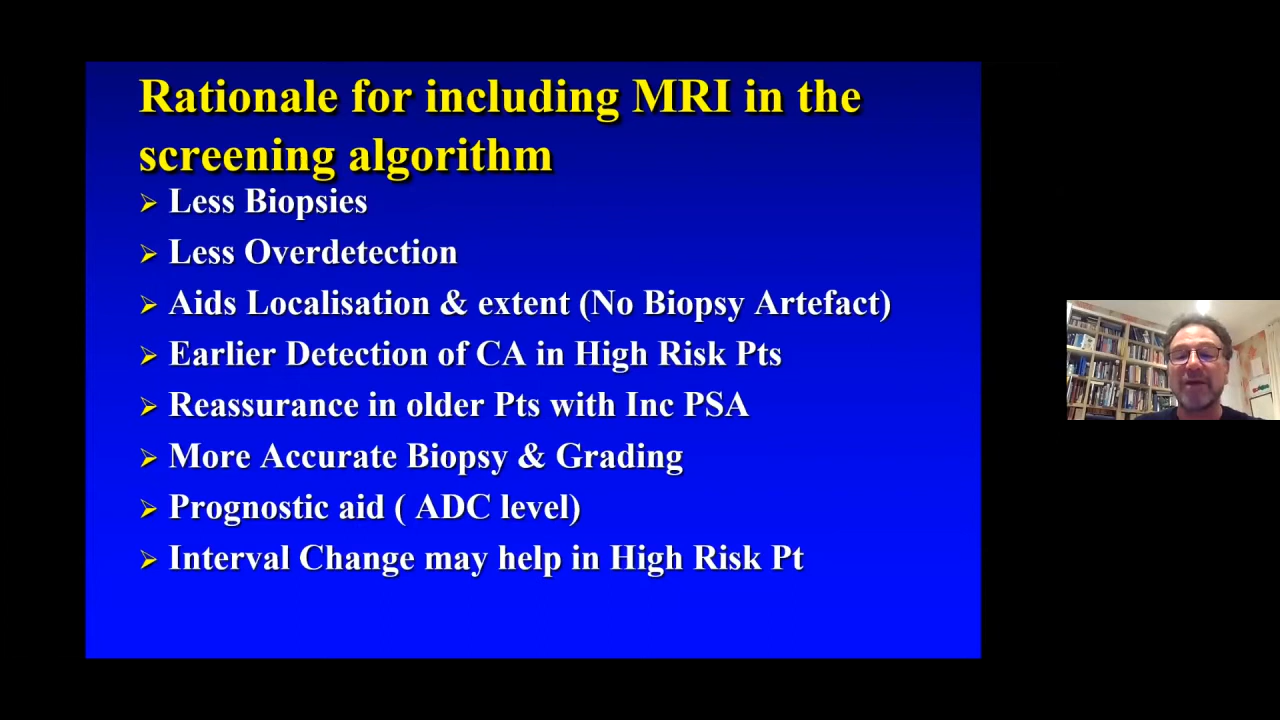 Rationale for including MRI in the
screening algorithm
Less Biopsies
Less Overdetection
Aids Localisation & extent (No Biopsy Artefact)
Earlier Detection of CA in High Risk Pts
Reassurance in older Pts with Inc PSA
More Accurate Biopsy & Grading
Prognostic aid ( ADC level)
Interval Change may help in High Risk Pt